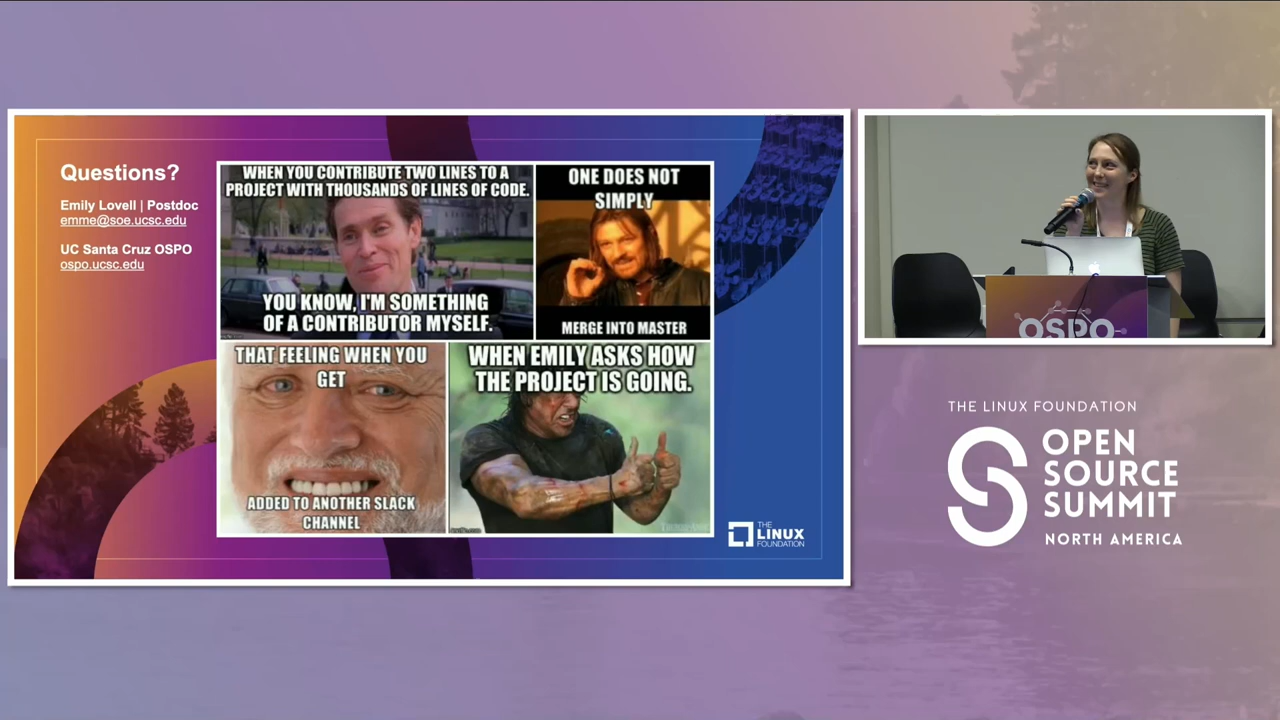 Questions?
Emily Lovell | Postdoc
emme@soe.ucsc.edu
UC Santa Cruz OSPO
ospo.ucsc.edu
WHEN YOU CONTRIBUTE TWO LINES TO A
PROJECT WITH THOUSANDS OF LINES OF CODE.
YOU KNOW, I'M SOMETHING
OF A CONTRIBUTOR MYSELF.
ONE DOES NOT
SIMPLY
MERGE INTO MASTER
THAT FEELING WHEN YOU
GET
ADDED TO ANOTHER SLACK
CHANNEL
WHEN EMILY ASKS HOW
THE PROJECT IS GOING.
THE
LINUX
FOUNDATION
OSPO
THE LINUX FOUNDATION
OPEN
SOURCE
SUMMIT
NORTH AMERICA